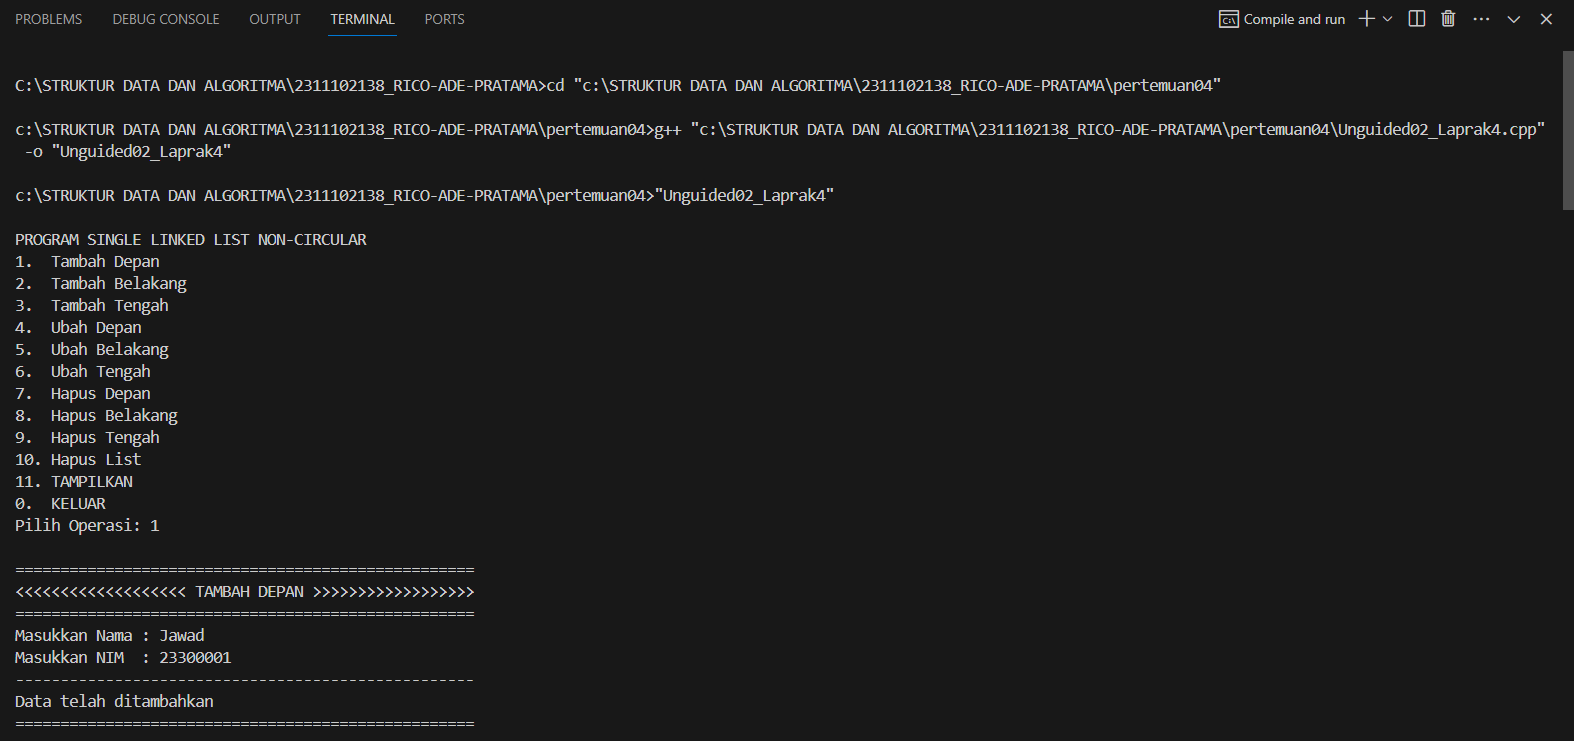 PROBLEMS DEBUG CONSOLE OUTPUT TERMINAL PORTS Compile and run
C:\STRUKTUR DATA DAN ALGORITMA\2311102138_RICO-ADE-PRATAMA>cd "c:\STRUKTUR DATA DAN ALGORITMA\2311102138_RICO-ADE-PRATAMA\pertemuan04"
c:\STRUKTUR DATA DAN ALGORITMA\2311102138_RICO-ADE-PRATAMA\pertemuan04>g++ "c:\STRUKTUR DATA DAN ALGORITMA\2311102138_RICO-ADE-PRATAMA\pertemuan04\Unguided02_Laprak4.cpp"
-o "Unguided02_Laprak4"
c:\STRUKTUR DATA DAN ALGORITMA\2311102138_RICO-ADE-PRATAMA\pertemuan04>"Unguided02_Laprak4"
PROGRAM SINGLE LINKED LIST NON-CIRCULAR
1.  Tambah Depan
2.  Tambah Belakang
3.  Tambah Tengah
4.  Ubah Depan
5.  Ubah Belakang
6.  Ubah Tengah
7.  Hapus Depan
8.  Hapus Belakang
9.  Hapus Tengah
10. Hapus List
11. TAMPILKAN
0.  KELUAR
Pilih Operasi: 1
===================================================
<<<<<<<<<<<<<<<<<<< TAMBAH DEPAN >>>>>>>>>>>>>>>>>>
===================================================
Masukkan Nama : Jawad
Masukkan NIM  : 23300001
---------------------------------------------------
Data telah ditambahkan
===================================================